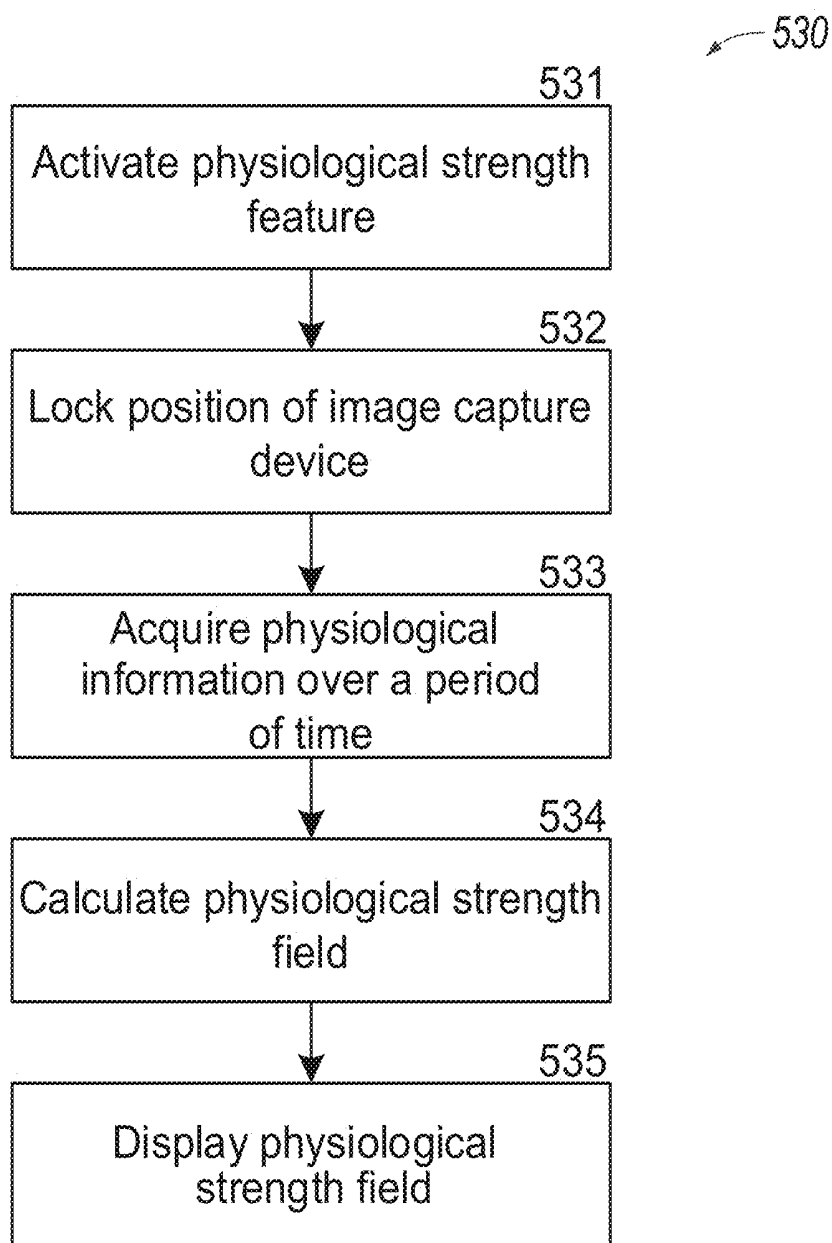 530
531
Activate physiological strength
feature
532
Lock position of image capture
device
533
Acquire physiological
information over a period
of time
534
Calculate physiological strength
field
535
Display physiological
strength field